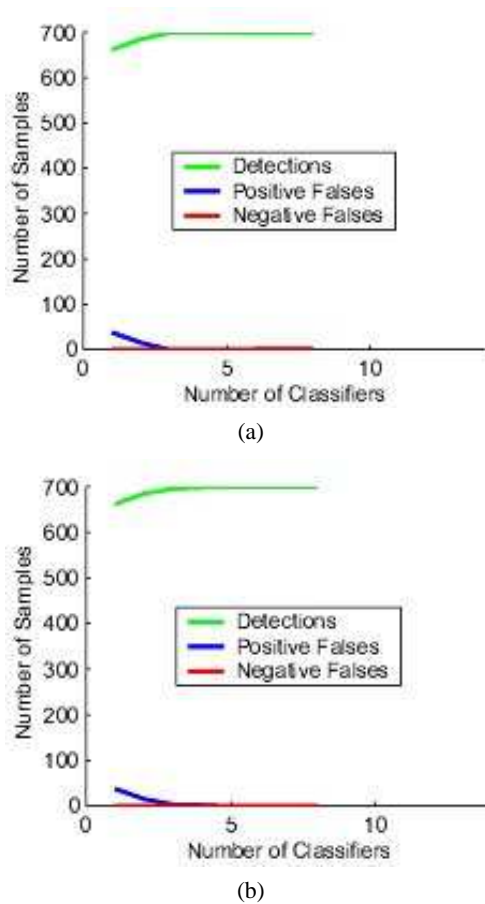 700
600
500
400
300
200
100
0
Number of Samples
Detections
Positive Falses
Negative Falses
0 5 10
Number of Classifiers
(a)
700
600
500
400
300
200
100
0
Number of Samples
Detections
Positive Falses
Negative Falses
0 5 10
Number of Classifiers
(b)